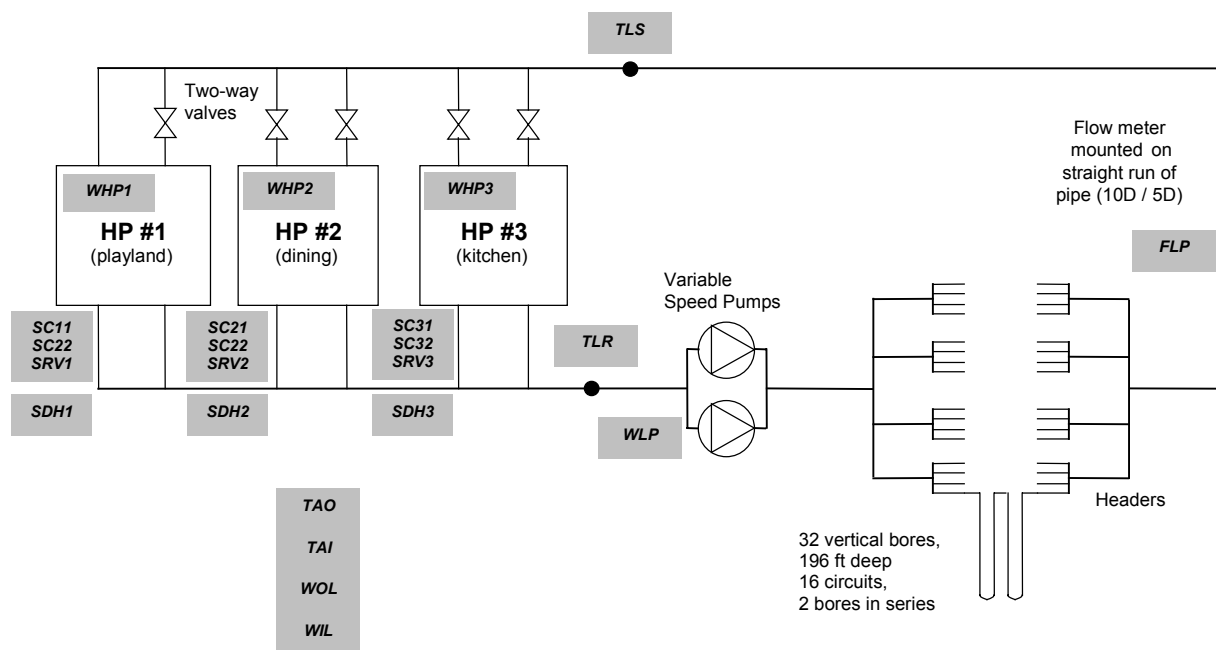 TLS
Two-way
valves
Flow meter
mounted on
straight run of
pipe (10D / 5D)
WHP1
WHP2
WHP3
HP #1
(playland)
HP #2
(dining)
HP #3
(kitchen)
FLP
Variable
Speed Pumps
SC11
SC22
SRV1
SC21
SC22
SRV2
SC31
SC32
SRV3
TLR
SDH1
SDH2
SDH3
WLP
TAO
TAI
WOL
WIL
Headers
32 vertical bores,
196 ft deep
16 circuits,
2 bores in series